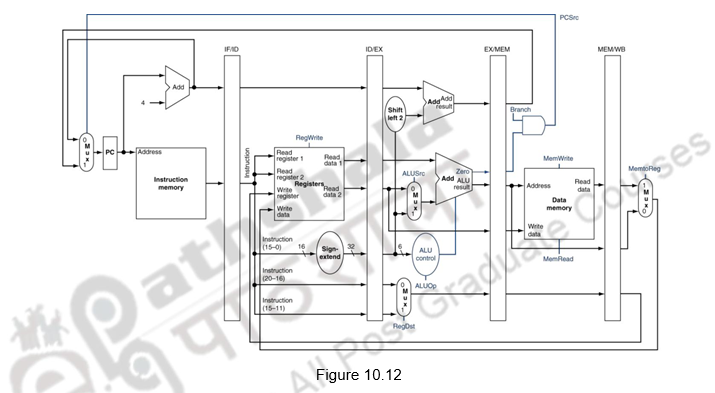 PCSrc
IF/ID
ID/EX
EX/MEM
MEM/WB
Add
4
Shift
left 2
Add
Add
result
Branch
0
M
u
x
1
PC
Address
Instruction
memory
Instruction
RegWrite
Read
register 1
Read
register 2
Write
register
Write
data
Registers
Read
data 1
Read
data 2
ALUSrc
0
M
u
x
1
Zero
Add
ALU
result
MemWrite
Address
Read
data
Data
memory
Write
data
MemRead
MemtoReg
1
M
u
x
0
Instruction
(15–0)
16
Sign-
extend
32
6
ALU
control
Instruction
(20–16)
ALUOp
Instruction
(15–11)
0
M
u
x
1
RegDst
Pathshala
पाठशाला
All Post Graduate Courses
Figure 10.12